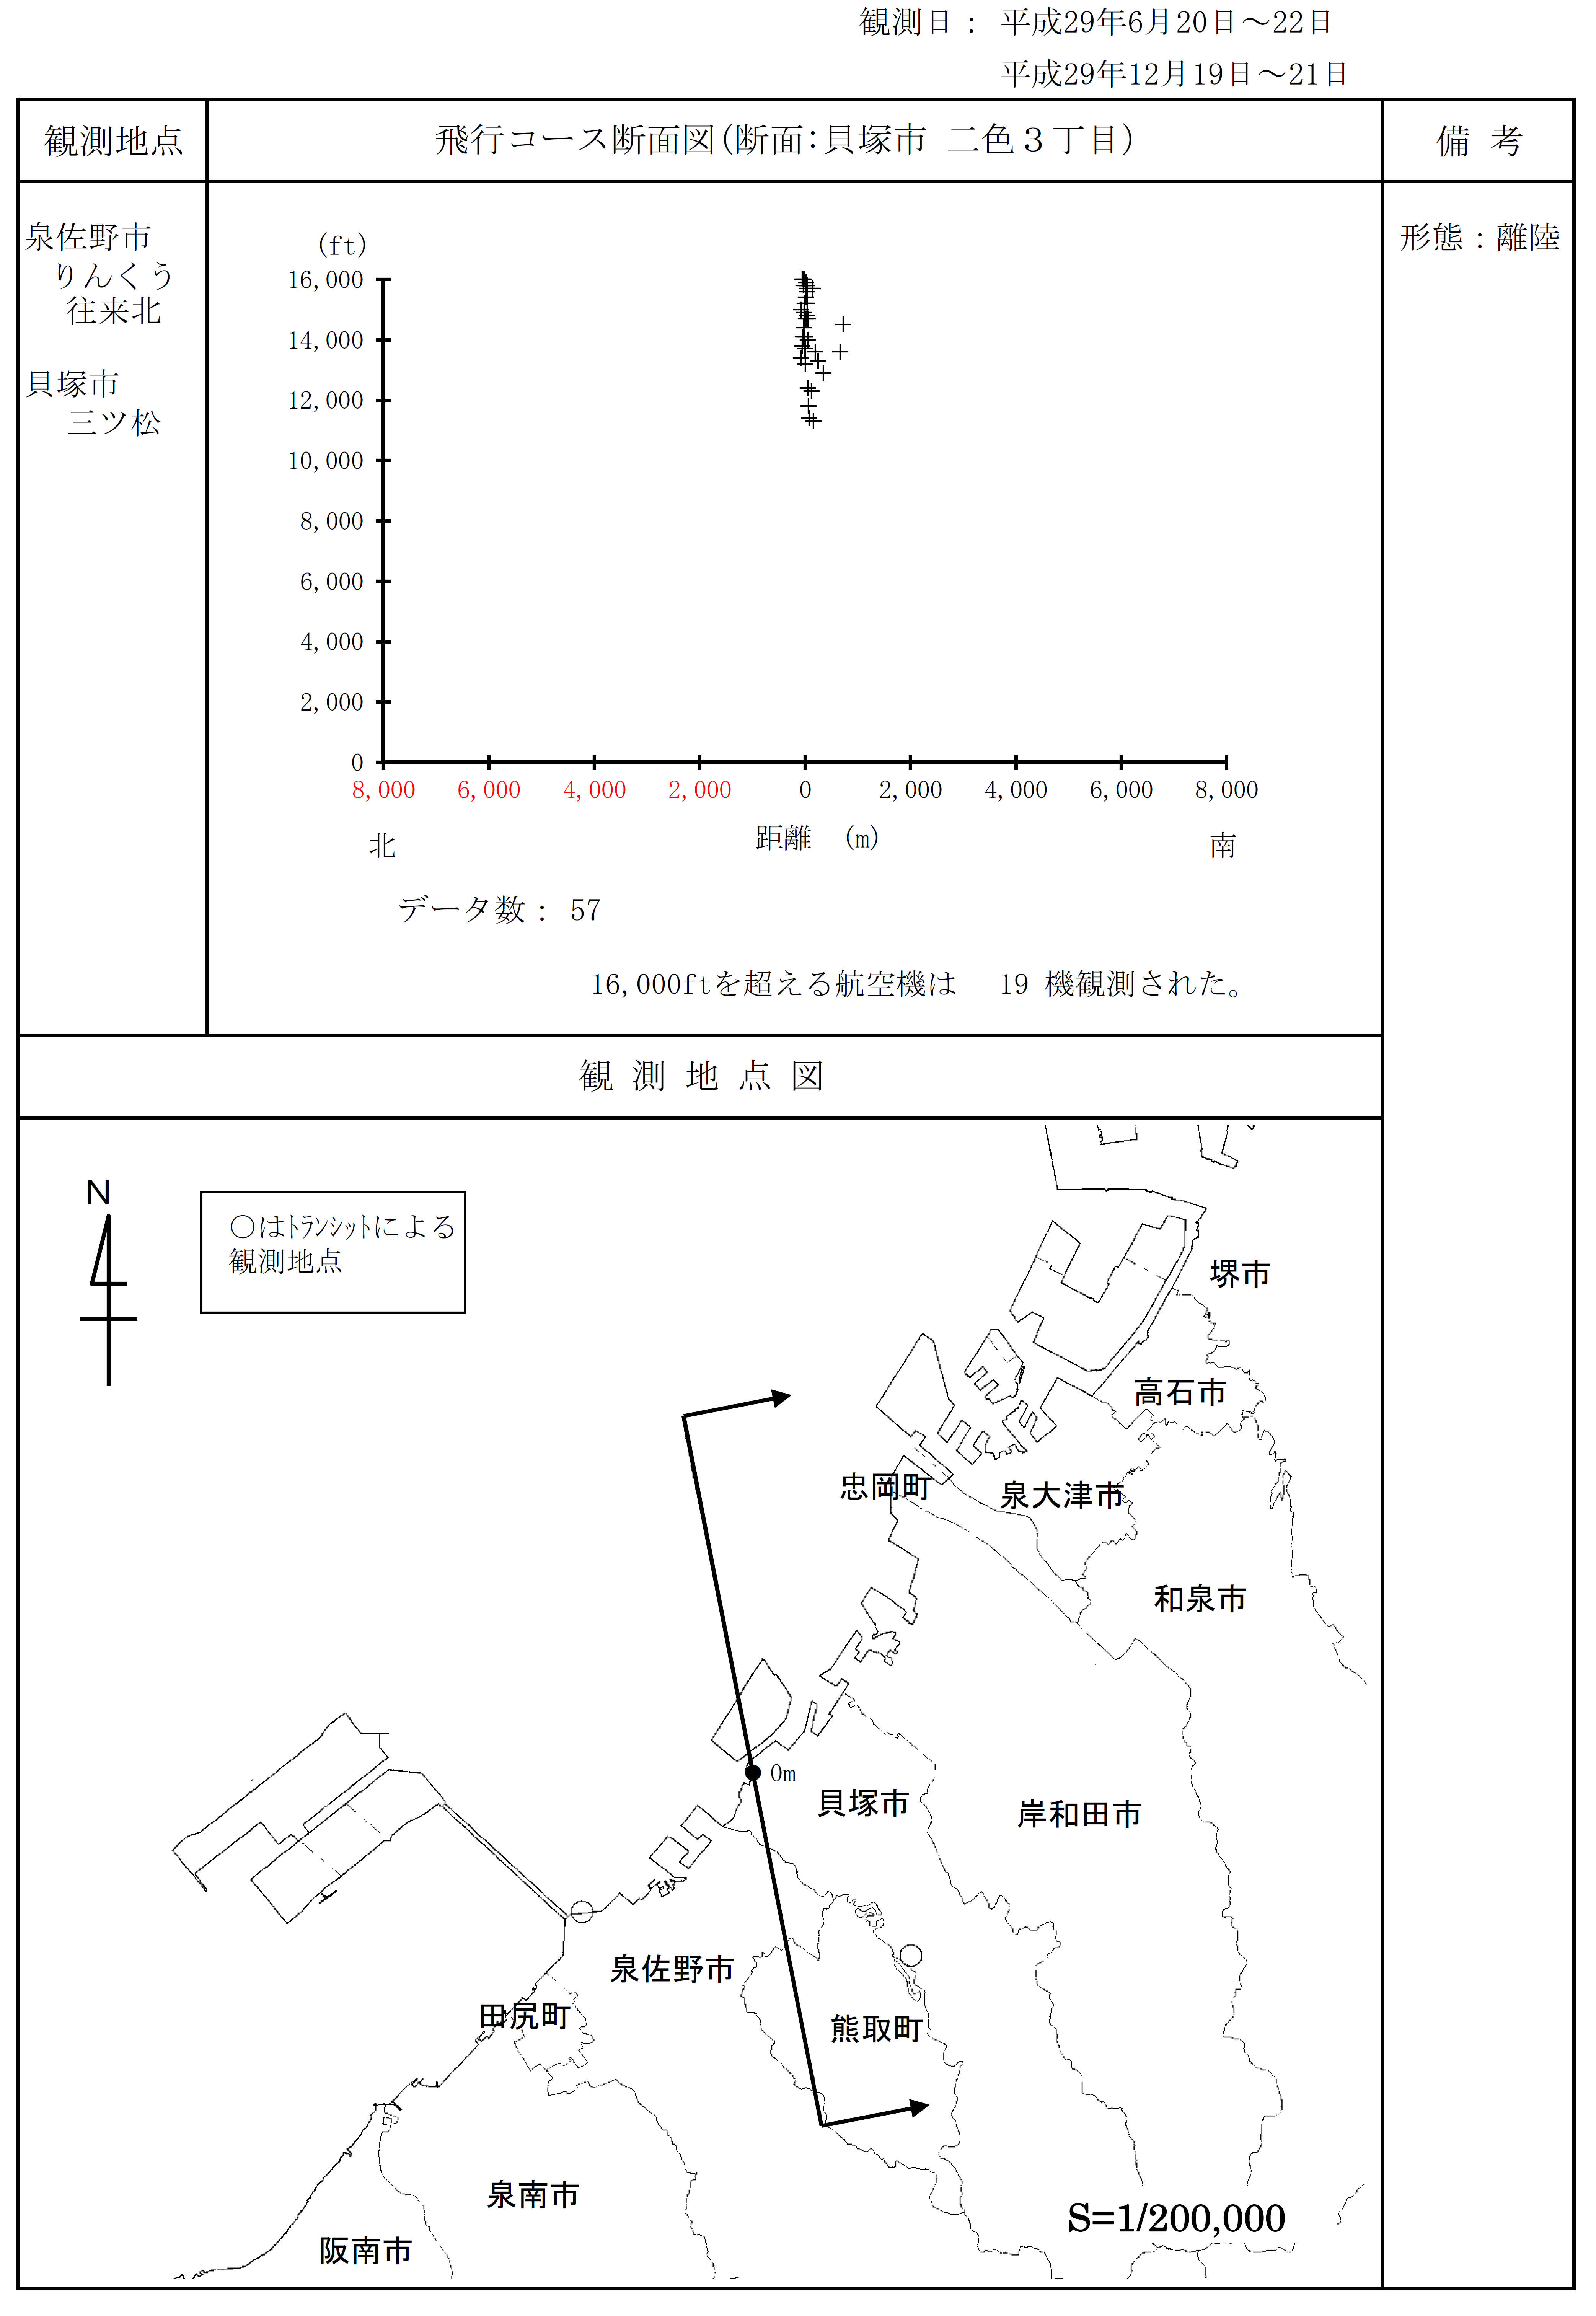 観測日： 平成29年6月20日～22日
平成29年12月19日～21日
観測地点
飛行コース断面図(断面：貝塚市 二色３丁目)
備 考
泉佐野市
りんくう
往来北
貝塚市
三ツ松
形態：離陸
(ft)
16,000
14,000
12,000
10,000
8,000
6,000
4,000
2,000
0
8,000 6,000 4,000 2,000 0 2,000 4,000 6,000 8,000
北 距離 (m) 南
データ数： 57
16,000ftを超える航空機は 19 機観測された。
観 測 地 点 図
N
○はﾄﾗﾝｼｯﾄによる
観測地点
堺市
高石市
忠岡町
泉大津市
和泉市
0m
貝塚市
岸和田市
泉佐野市
田尻町
熊取町
泉南市
S=1/200,000
阪南市